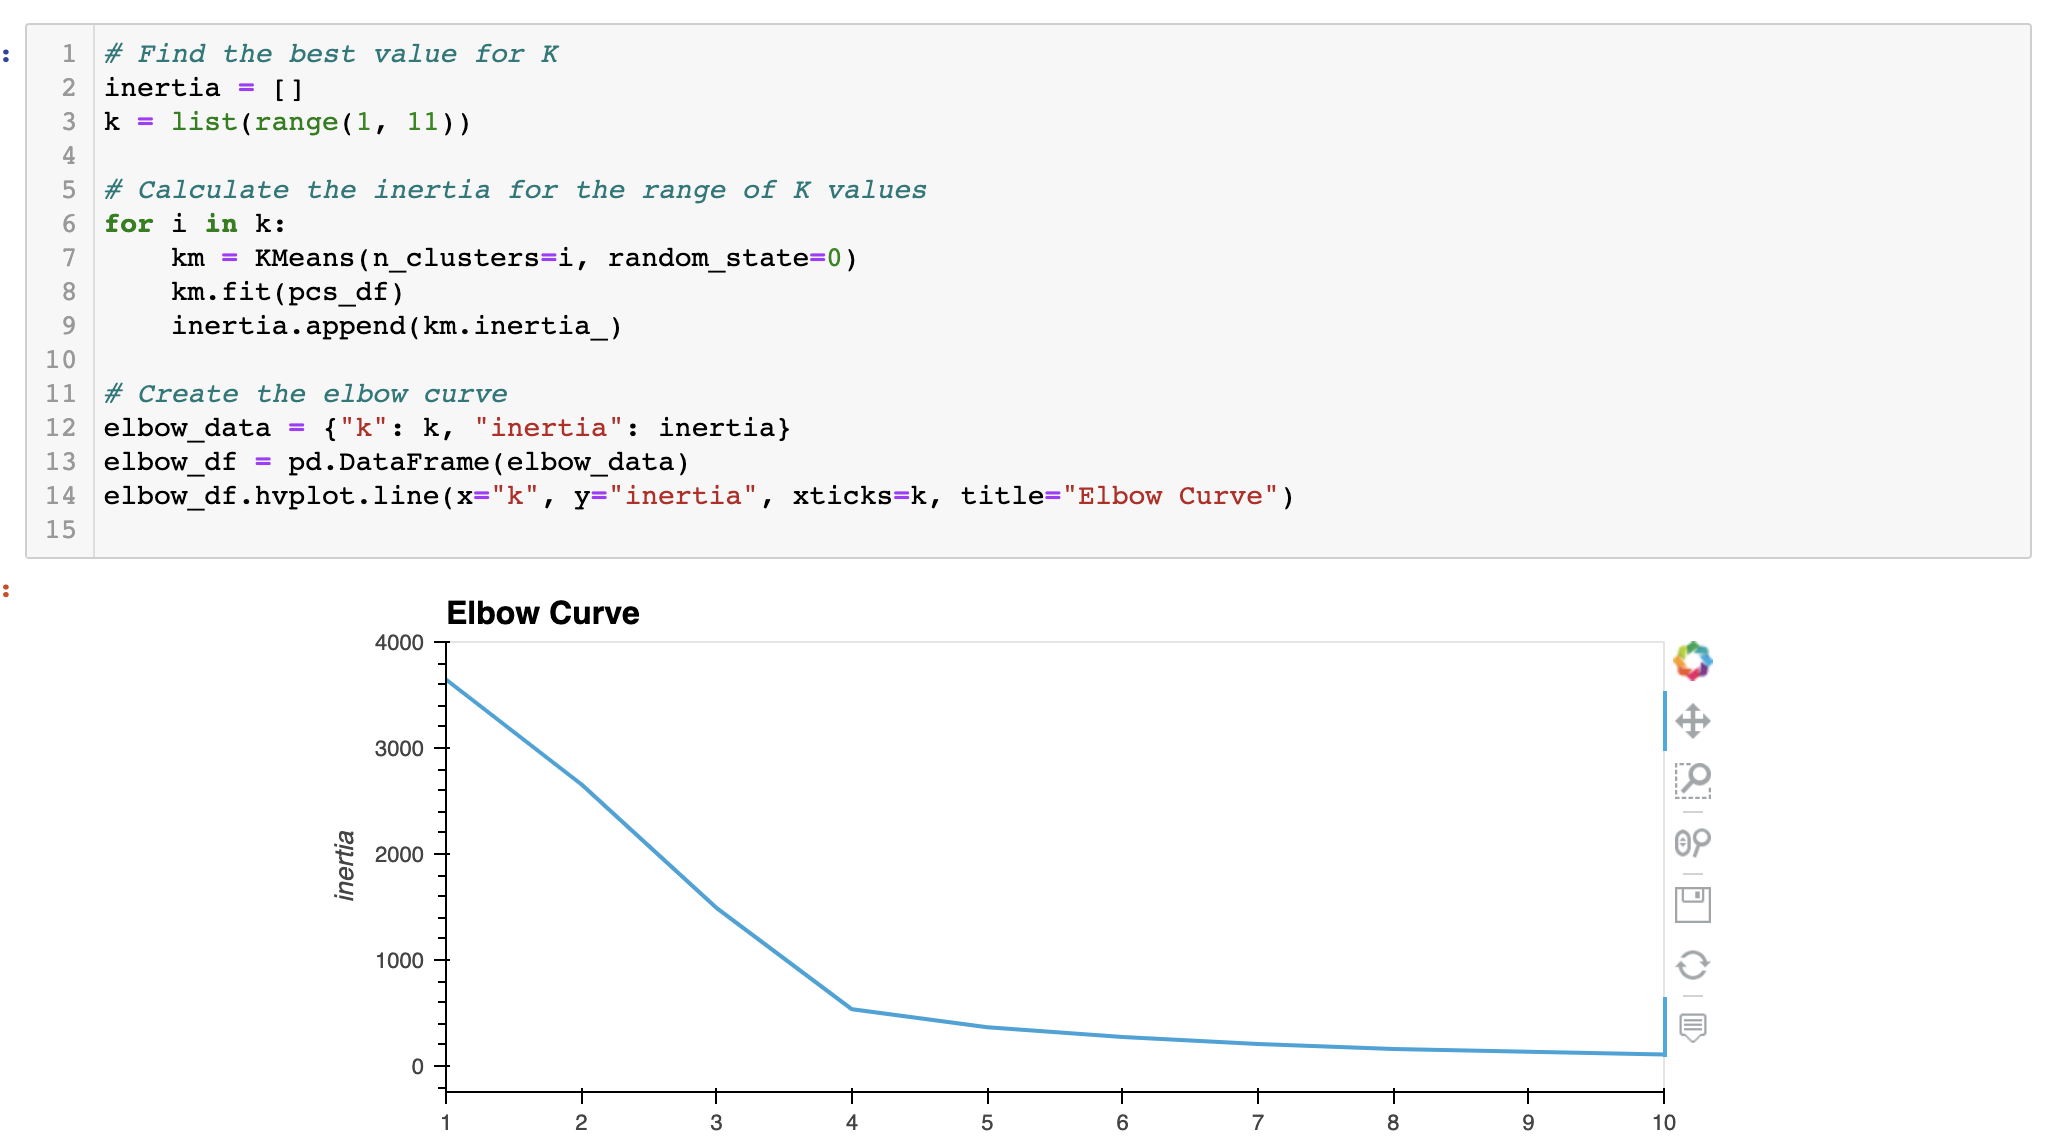 :
1 # Find the best value for K
2 inertia = []
3 k = list(range(1, 11))
4
5 # Calculate the inertia for the range of K values
6 for i in k:
7     km = KMeans(n_clusters=i, random_state=0)
8     km.fit(pcs_df)
9     inertia.append(km.inertia_)
10
11 # Create the elbow curve
12 elbow_data = {"k": k, "inertia": inertia}
13 elbow_df = pd.DataFrame(elbow_data)
14 elbow_df.hvplot.line(x="k", y="inertia", xticks=k, title="Elbow Curve")
15
:
Elbow Curve
4000
3000
2000
1000
0
inertia
1 2 3 4 5 6 7 8 9 10